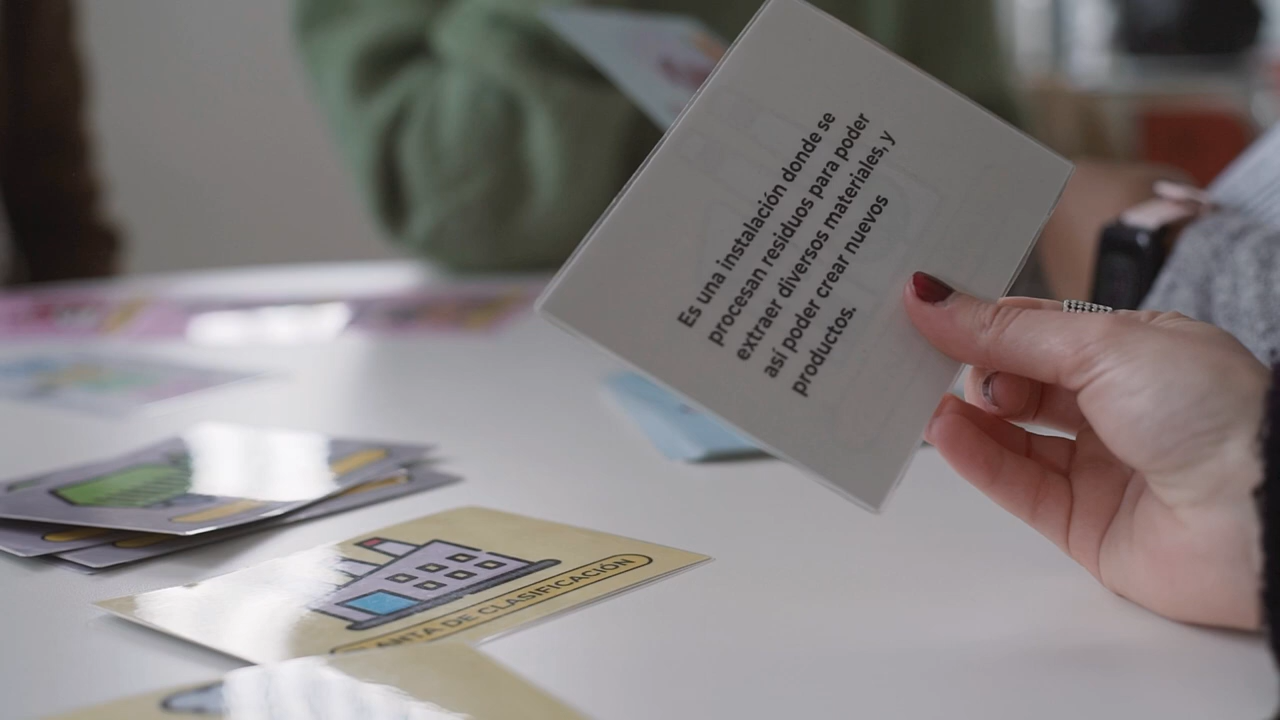 Es una instalación donde se
procesan residuos para poder
extraer diversos materiales, y
así poder crear nuevos
productos.
DE CLASIFICACIÓN